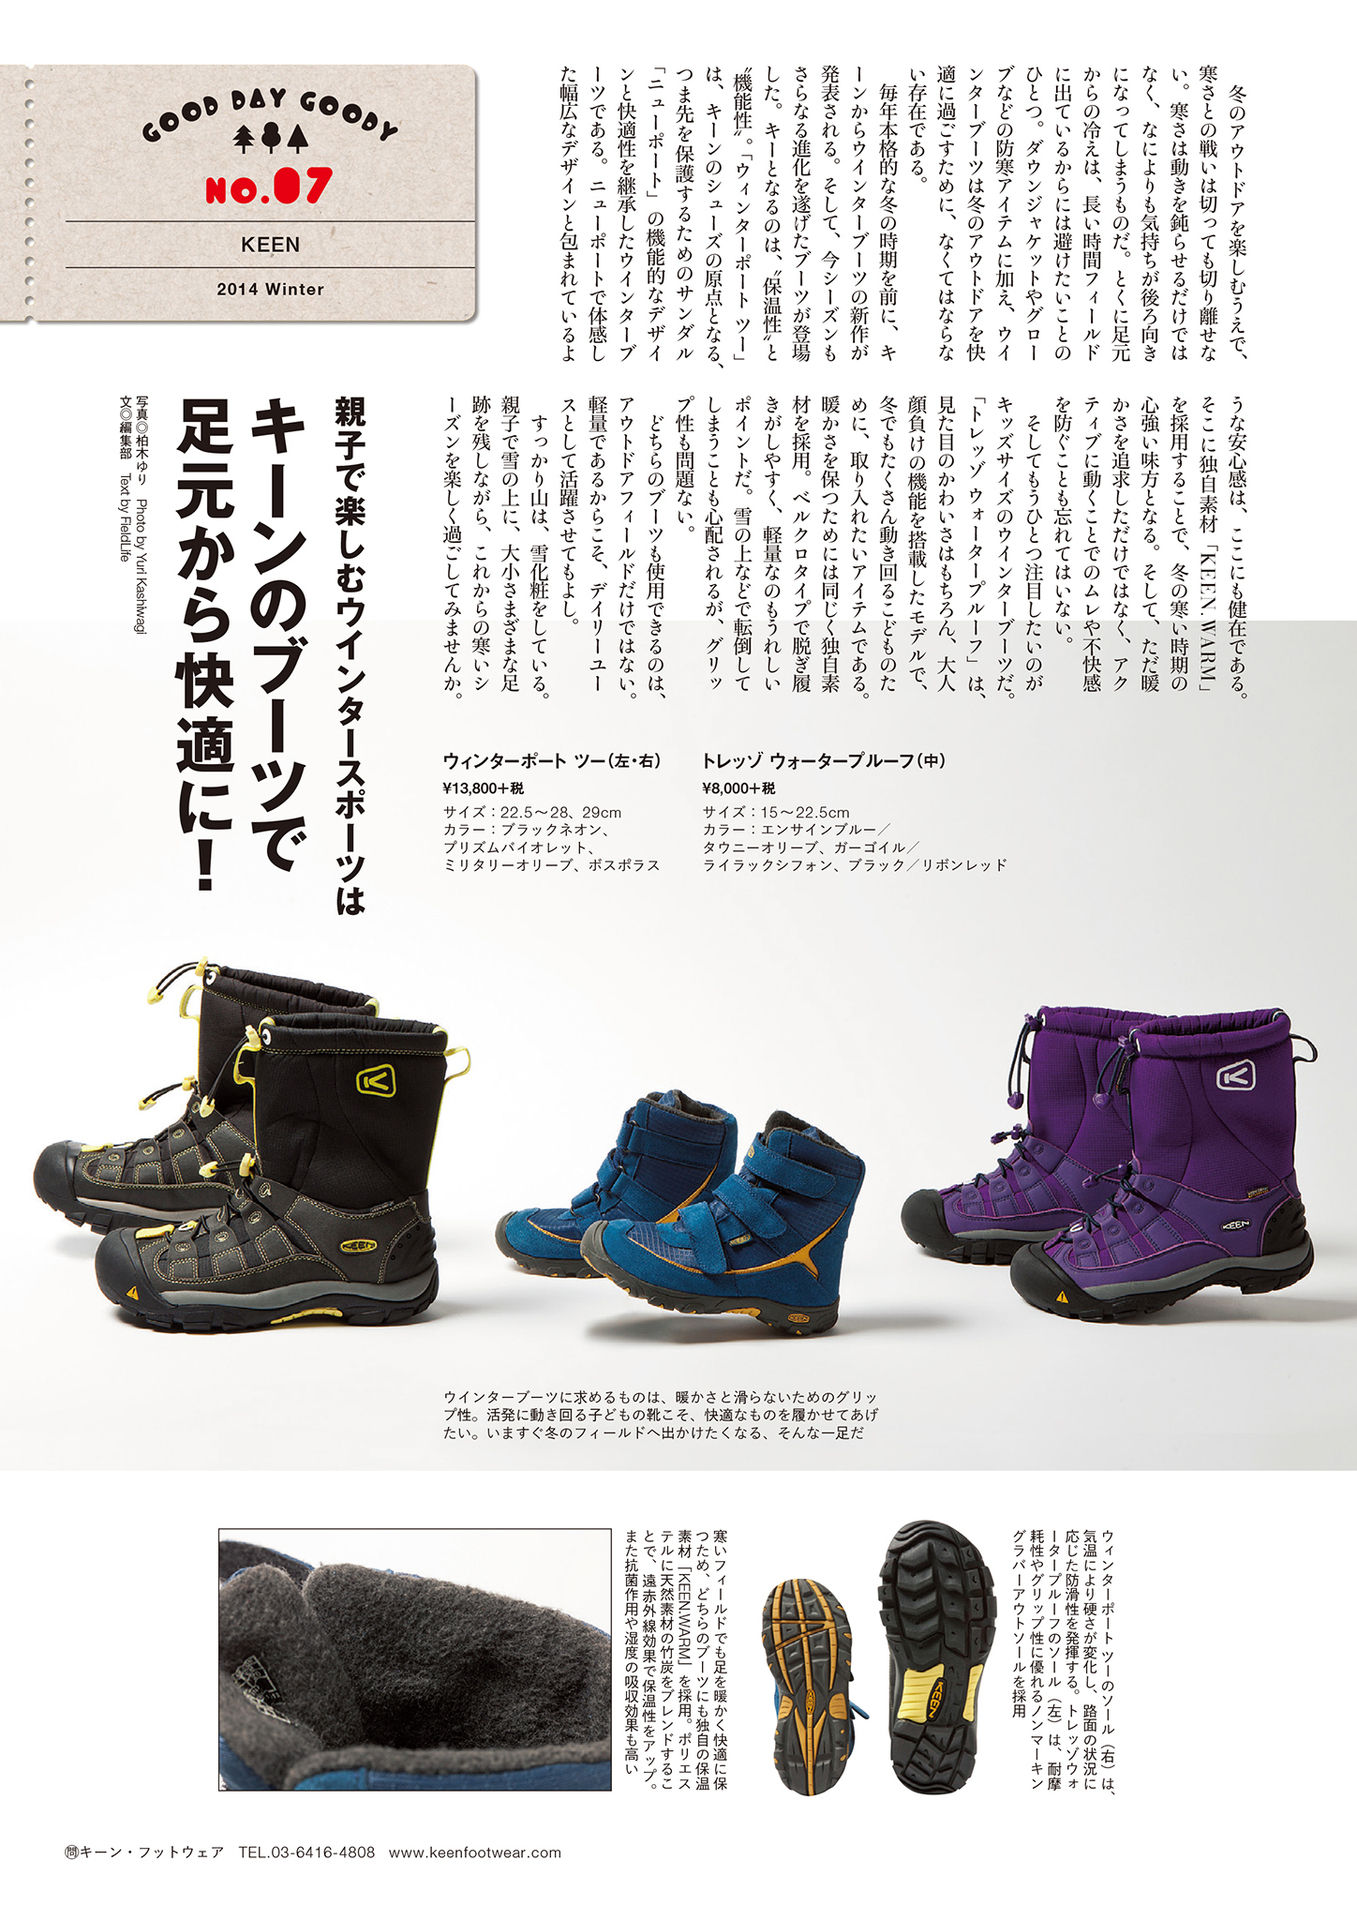 GOOD DAY GOODY
NO.07
KEEN
2014 Winter
冬のアウトドアを楽しむうえで、
寒さとの戦いは切っても切り離せな
い。寒さは動きを鈍らせるだけでは
なく、なによりも気持ちが後ろ向き
になってしまうものだ。とくに足元
からの冷えは、長い時間フィールド
に出ているからには避けたいことの
ひとつ。ダウンジャケットやグロー
ブなどの防寒アイテムに加え、ウイ
ンターブーツは冬のアウトドアを快
適に過ごすために、なくてはならな
い存在である。
毎年本格的な冬の時期を前に、キ
ーンからウインターブーツの新作が
発表される。そして、今シーズンも
さらなる進化を遂げたブーツが登場
した。キーとなるのは、〝保温性〟と
〝機能性〟。「ウィンターポート ツー」
は、キーンのシューズの原点となる、
つま先を保護するためのサンダル
「ニューポート」の機能的なデザイ
ンと快適性を継承したウインターブ
ーツである。ニューポートで体感し
た幅広なデザインと包まれているよ
うな安心感は、ここにも健在である。
そこに独自素材「KEEN.WARM」
を採用することで、冬の寒い時期の
心強い味方となる。そして、ただ暖
かさを追求しただけではなく、アク
ティブに動くことでのムレや不快感
を防ぐことも忘れてはいない。
そしてもうひとつ注目したいのが
キッズサイズのウインターブーツだ。
「トレッゾ ウォータープルーフ」は、
見た目のかわいさはもちろん、大人
顔負けの機能を搭載したモデルで、
冬でもたくさん動き回るこどものた
めに、取り入れたいアイテムである。
暖かさを保つためには同じく独自素
材を採用。ベルクロタイプで脱ぎ履
きがしやすく、軽量なのもうれしい
ポイントだ。雪の上などで転倒して
しまうことも心配されるが、グリッ
プ性も問題ない。
どちらのブーツも使用できるのは、
アウトドアフィールドだけではない。
軽量であるからこそ、デイリーユー
スとして活躍させてもよし。
すっかり山は、雪化粧をしている。
親子で雪の上に、大小さまざまな足
跡を残しながら、これからの寒いシ
ーズンを楽しく過ごしてみませんか。
親子で楽しむウインタースポーツは
キーンのブーツで
足元から快適に！
写真◎柏木ゆり Photo by Yuri Kashiwagi
文◎編集部 Text by FieldLife
ウィンターポート ツー（左・右）
¥13,800＋税
サイズ：22.5〜28、29cm
カラー：ブラックネオン、
プリズムバイオレット、
ミリタリーオリーブ、ボスポラス
トレッゾ ウォータープルーフ（中）
¥8,000＋税
サイズ：15〜22.5cm
カラー：エンサインブルー／
タウニーオリーブ、ガーゴイル／
ライラックシフォン、ブラック／リボンレッド
KEEN
KEEN
KEEN
ウインターブーツに求めるものは、暖かさと滑らないためのグリッ
プ性。活発に動き回る子どもの靴こそ、快適なものを履かせてあげ
たい。いますぐ冬のフィールドへ出かけたくなる、そんな一足だ
ウィンターポート ツーのソール（右）は、
気温により硬さが変化し、路面の状況に
応じた防滑性を発揮する。トレッゾウォ
ータープルーフのソール（左）は、耐摩
耗性やグリップ性に優れるノンマーキン
グラバーアウトソールを採用
KEEN
KEEN
寒いフィールドでも足を暖かく快適に保
つため、どちらのブーツにも独自の保温
素材「KEEN.WARM」を採用。ポリエス
テルに天然素材の竹炭をブレンドするこ
とで、遠赤外線効果で保温性をアップ。
また抗菌作用や湿度の吸収効果も高い
㉄キーン・フットウェア TEL.03-6416-4808 www.keenfootwear.com